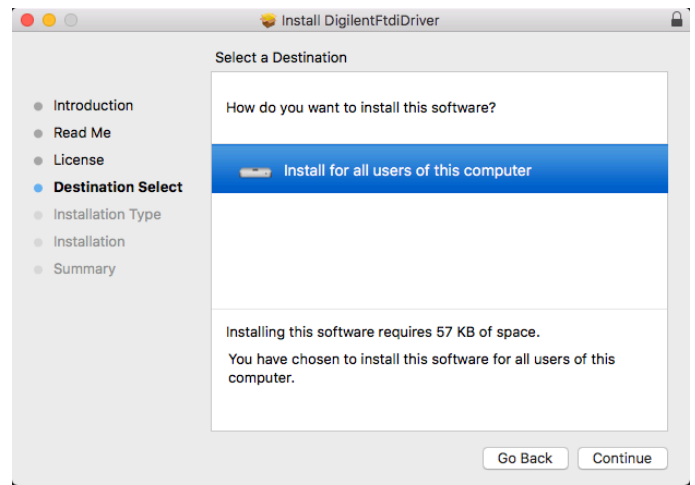 Install DigilentFtdiDriver
Select a Destination
Introduction
Read Me
License
Destination Select
Installation Type
Installation
Summary
How do you want to install this software?
Install for all users of this computer
Installing this software requires 57 KB of space.
You have chosen to install this software for all users of this
computer.
Go Back
Continue